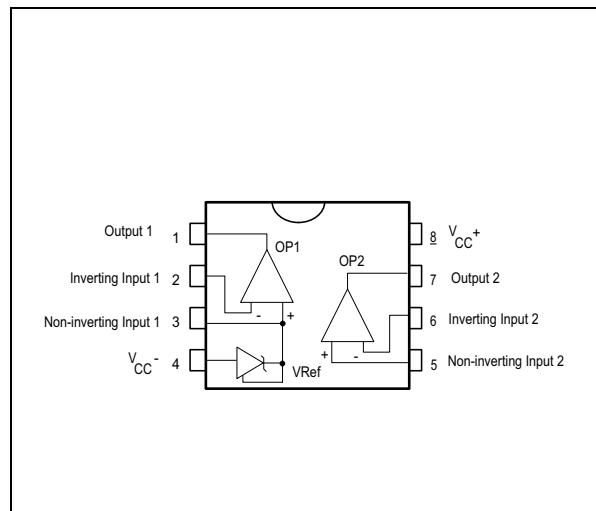 Output 1
1
Inverting Input 1
2
Non-inverting Input 1
3
VCC-
4
OP1
- +
VRef
OP2
+ -
8
VCC+
7
Output 2
6
Inverting Input 2
5
Non-inverting Input 2